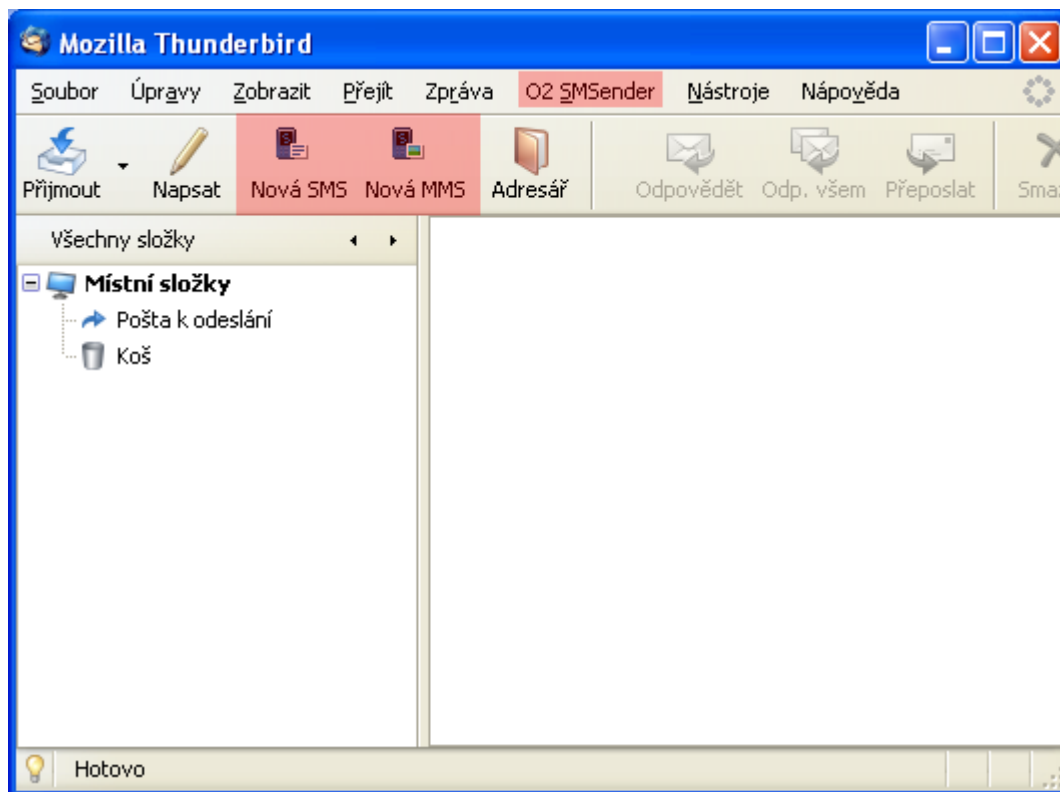 Mozilla Thunderbird
Soubor Úpravy Zobrazit Přejít Zpráva O2 SMSender Nástroje Nápověda
Přijmout Napsat Nová SMS Nová MMS Adresář Odpovědět Odp. všem Přeposlat Smaz
Všechny složky
Místní složky
Pošta k odeslání
Koš
Hotovo